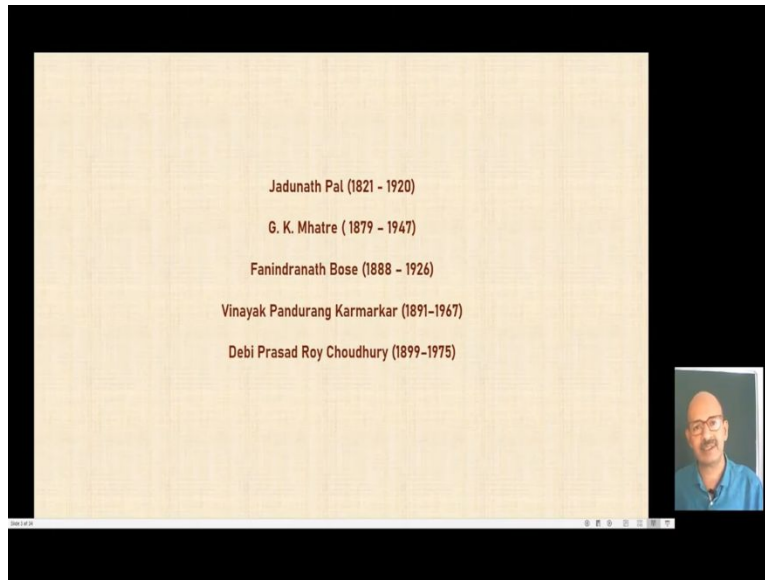 Jadunath Pal (1821 - 1920)
G. K. Mhatre ( 1879 - 1947)
Fanindranath Bose (1888 - 1926)
Vinayak Pandurang Karmarkar (1891-1967)
Debi Prasad Roy Choudhury (1899-1975)